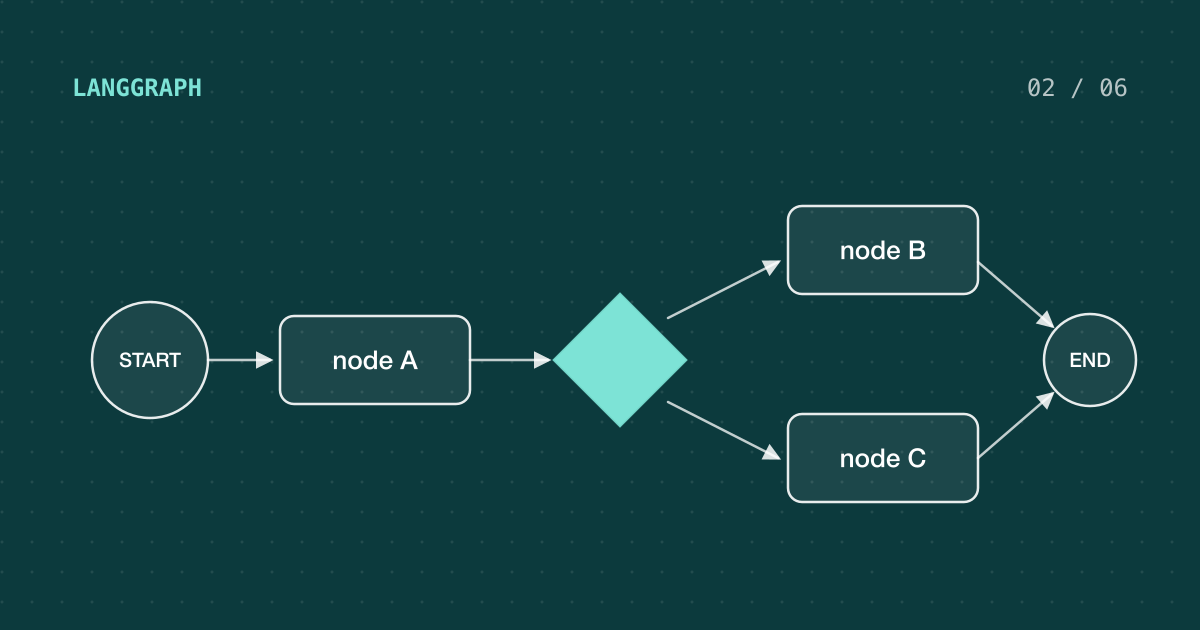 LANGGRAPH
02 / 06
START
node A
node B
node C
END